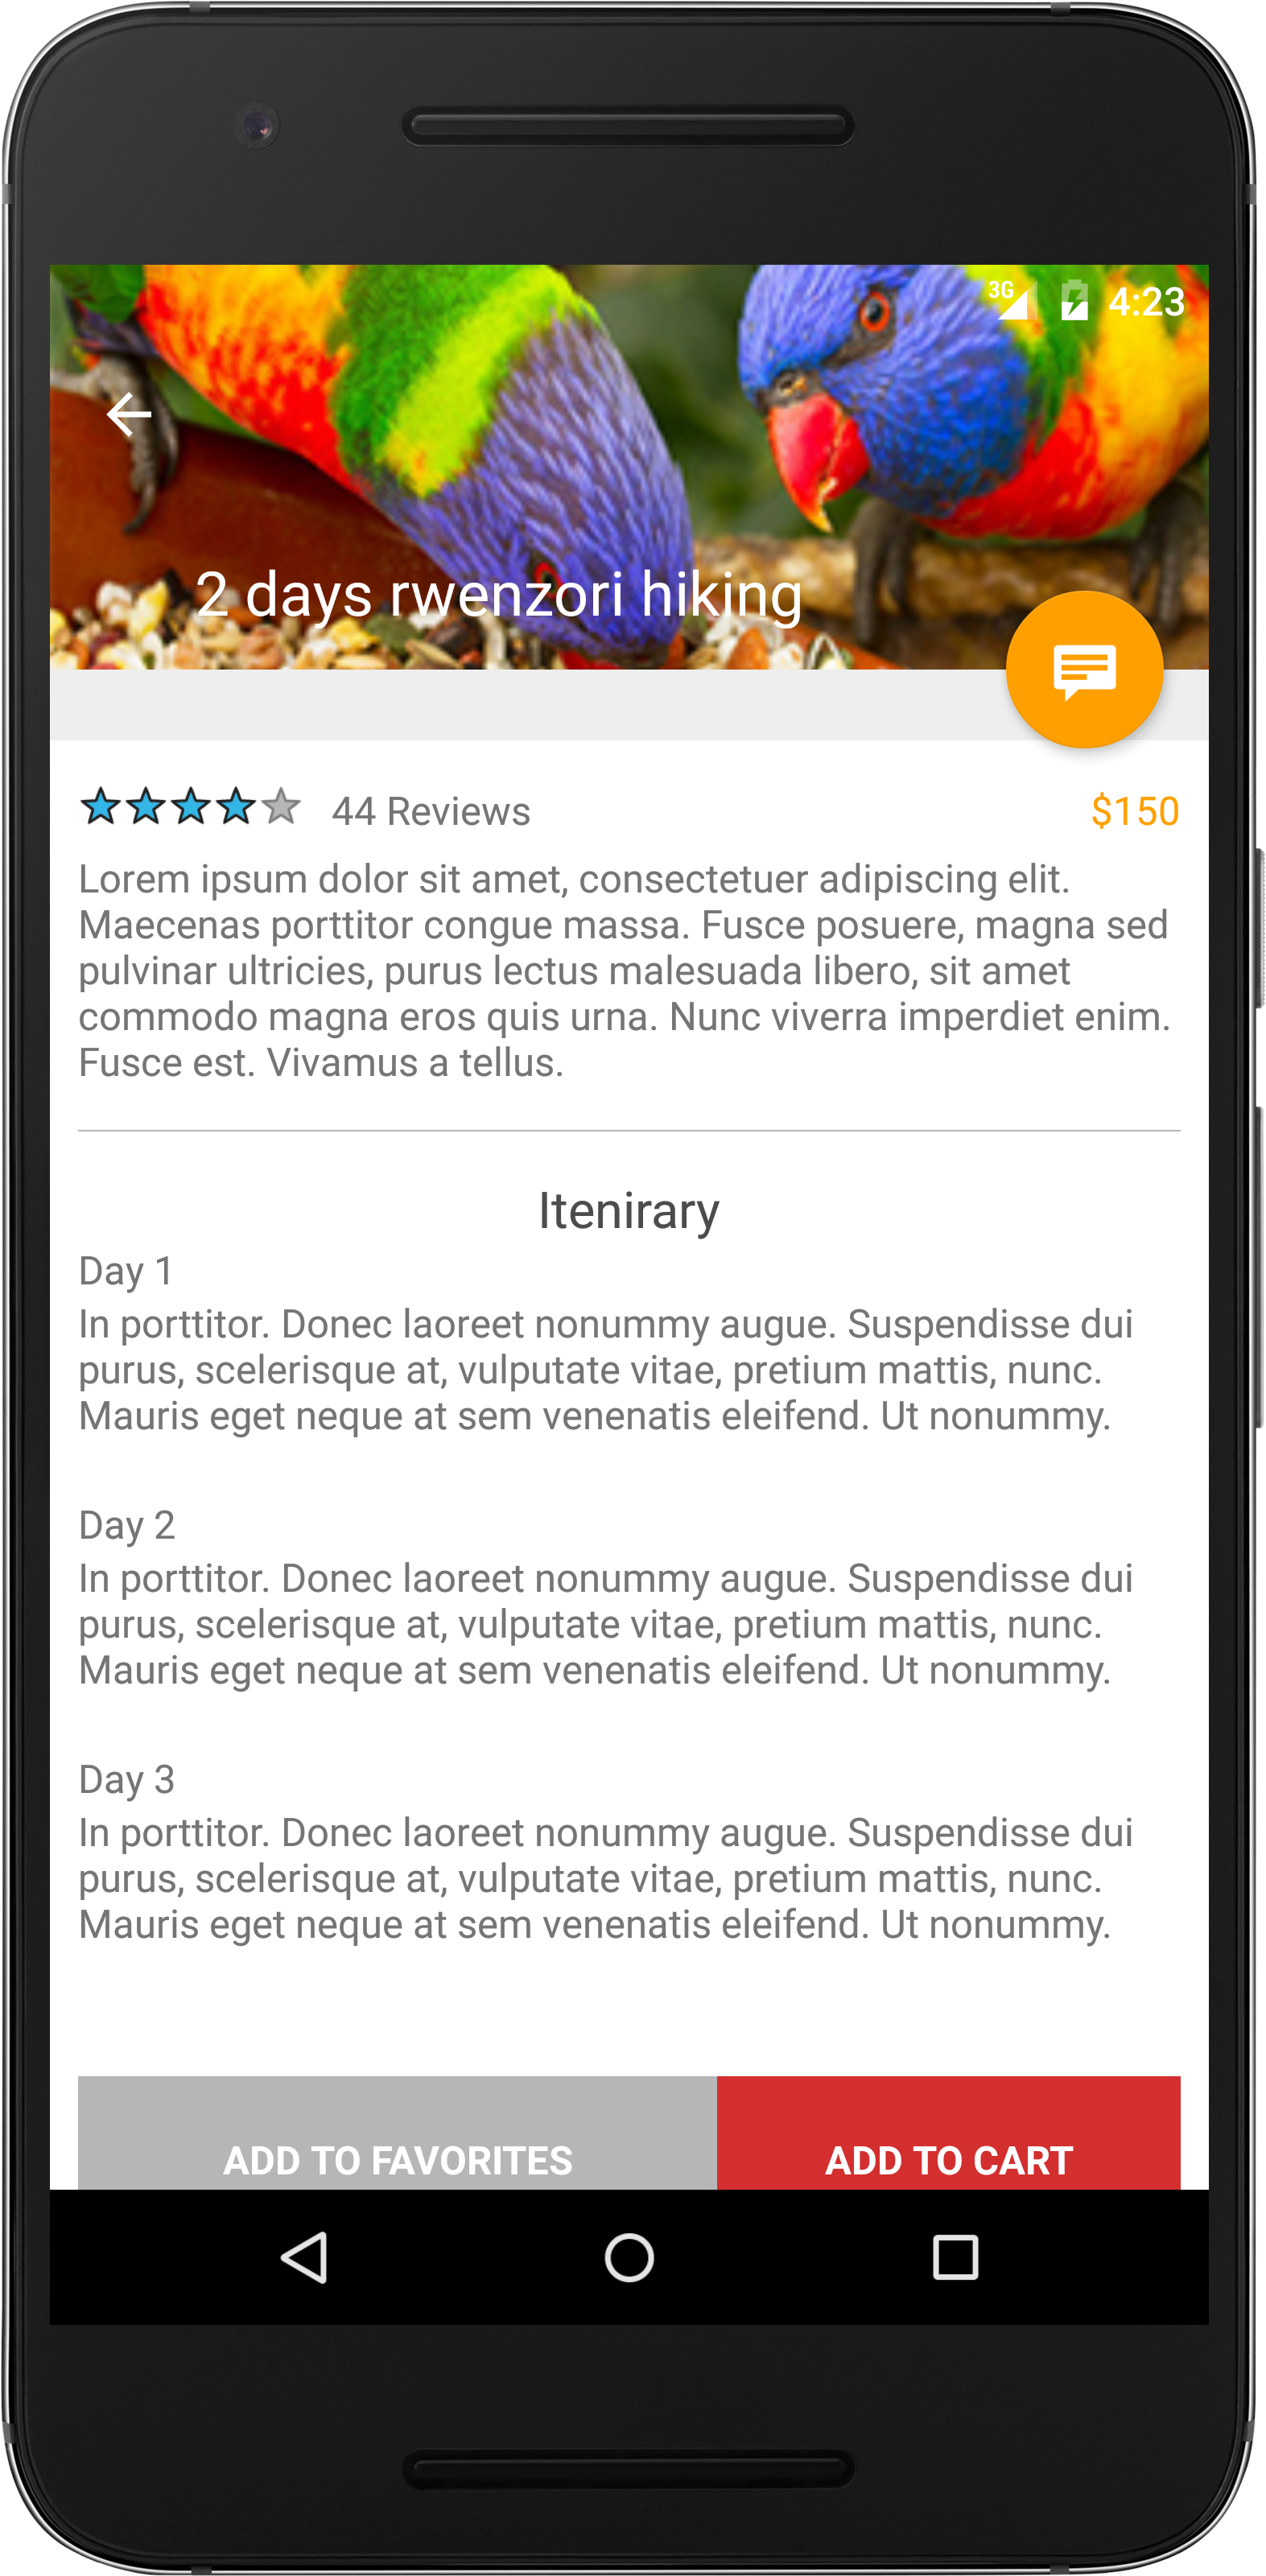 3G 4:23
2 days rwenzori hiking
44 Reviews $150
Lorem ipsum dolor sit amet, consectetuer adipiscing elit.
Maecenas porttitor congue massa. Fusce posuere, magna sed
pulvinar ultricies, purus lectus malesuada libero, sit amet
commodo magna eros quis urna. Nunc viverra imperdiet enim.
Fusce est. Vivamus a tellus.
Itenirary
Day 1
In porttitor. Donec laoreet nonummy augue. Suspendisse dui
purus, scelerisque at, vulputate vitae, pretium mattis, nunc.
Mauris eget neque at sem venenatis eleifend. Ut nonummy.
Day 2
In porttitor. Donec laoreet nonummy augue. Suspendisse dui
purus, scelerisque at, vulputate vitae, pretium mattis, nunc.
Mauris eget neque at sem venenatis eleifend. Ut nonummy.
Day 3
In porttitor. Donec laoreet nonummy augue. Suspendisse dui
purus, scelerisque at, vulputate vitae, pretium mattis, nunc.
Mauris eget neque at sem venenatis eleifend. Ut nonummy.
ADD TO FAVORITES ADD TO CART